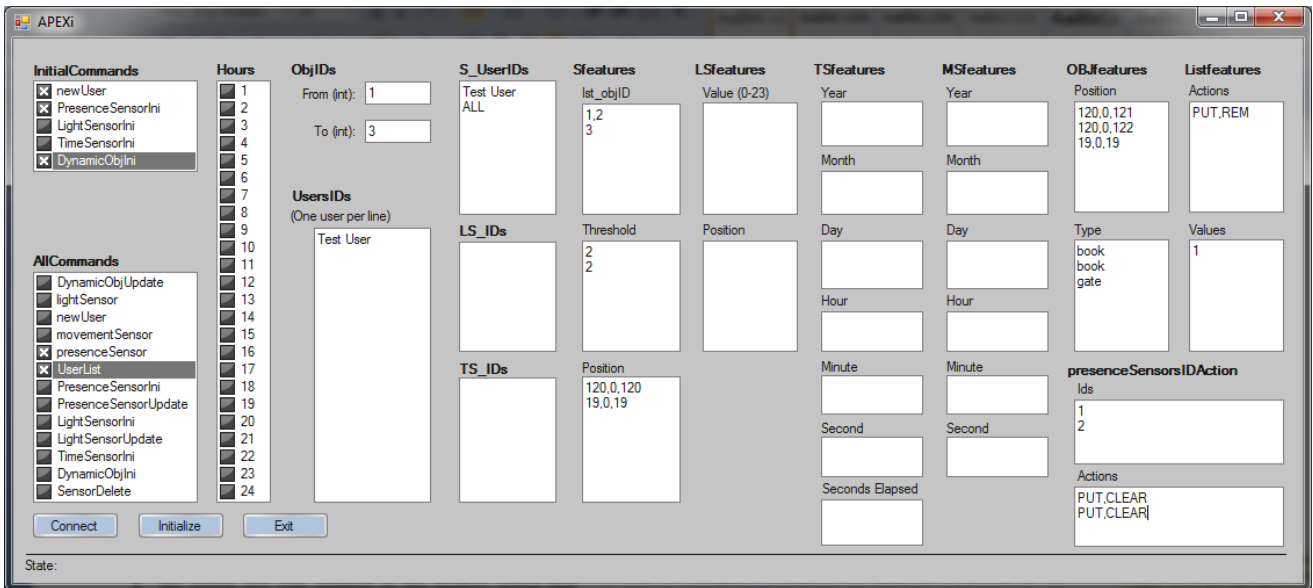 APEXi
InitialCommands
newUser
PresenceSensorIni
LightSensorIni
TimeSensorIni
DynamicObjIni
AllCommands
DynamicObjUpdate
lightSensor
newUser
movementSensor
presenceSensor
UserList
PresenceSensorIni
PresenceSensorUpdate
LightSensorIni
LightSensorUpdate
TimeSensorIni
DynamicObjIni
SensorDelete
Hours
1
2
3
4
5
6
7
8
9
10
11
12
13
14
15
16
17
18
19
20
21
22
23
24
ObjIDs
From (int): 1
To (int): 3
UsersIDs
(One user per line)
Test User
S_UserIDs
Test User
ALL
LS_IDs
TS_IDs
Sfeatures
lst_objID
1,2
3
Threshold
2
2
Position
120,0,120
19,0,19
LSfeatures
Value (0-23)
Position
TSfeatures
Year
Month
Day
Hour
Minute
Second
Seconds Elapsed
MSfeatures
Year
Month
Day
Hour
Minute
Second
OBJfeatures
Position
120,0,121
120,0,122
19,0,19
Type
book
book
gate
Listfeatures
Actions
PUT,REM
Values
1
presenceSensorsIDAction
Ids
1
2
Actions
PUT,CLEAR
PUT,CLEAR
Connect
Initialize
Exit
State: